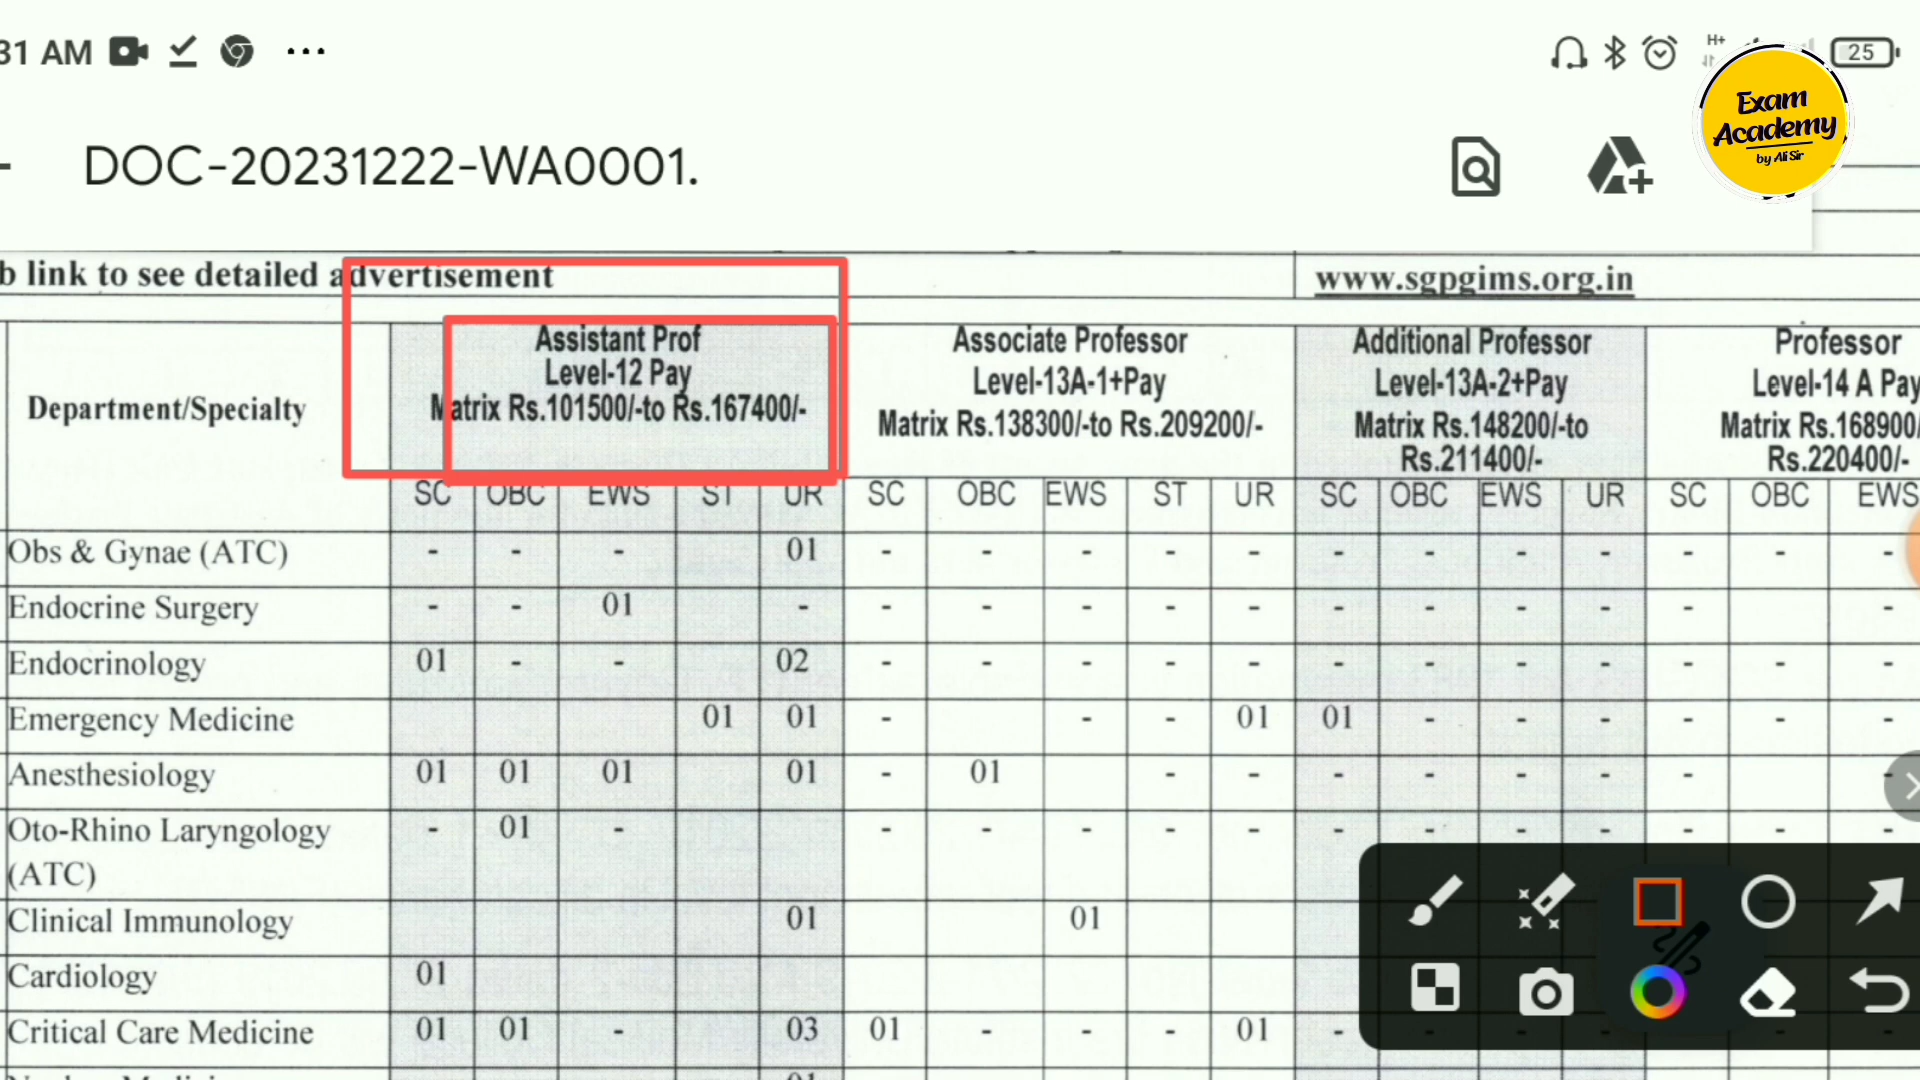 31 AM
H+
25
Exam
Academy
by Ali Sir
DOC-20231222-WA0001.
b link to see detailed advertisement
www.sgpgims.org.in
Department/Specialty
Assistant Prof
Level-12 Pay
Matrix Rs.101500/-to Rs.167400/-
Associate Professor
Level-13A-1+Pay
Matrix Rs.138300/-to Rs.209200/-
Additional Professor
Level-13A-2+Pay
Matrix Rs.148200/-to
Rs.211400/-
Professor
Level-14 A Pay
Matrix Rs.168900/
Rs.220400/-
SC OBC EWS ST UR SC OBC EWS ST UR SC OBC EWS UR SC OBC EWS
Obs & Gynae (ATC) - - - 01 - - - - - - - - - - - -
Endocrine Surgery - - 01 - - - - - - - - - - - -
Endocrinology 01 - - 02 - - - - - - - - - - - -
Emergency Medicine 01 01 - - - 01 01 - - - - - -
Anesthesiology 01 01 01 01 - 01 - - - - - - - -
Oto-Rhino Laryngology - 01 - - - - - - - - - - - - -
(ATC)
Clinical Immunology 01 01
Cardiology 01
Critical Care Medicine 01 01 - 03 01 - - - 01 -